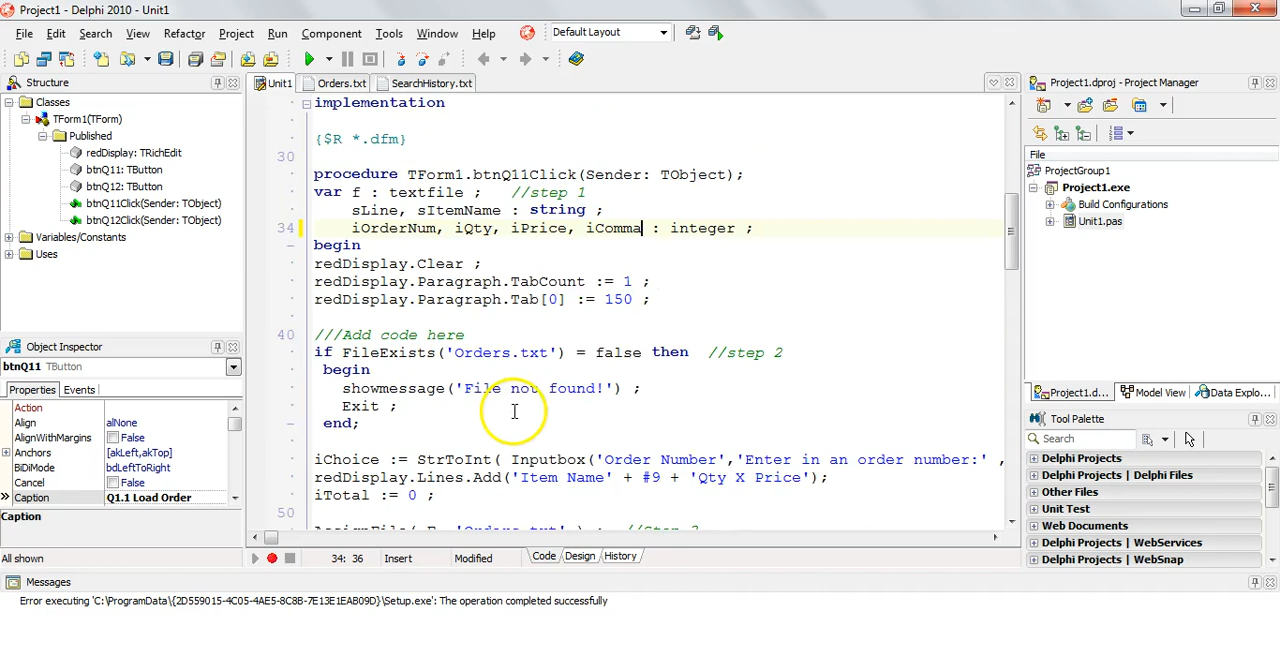 Project1 - Delphi 2010 - Unit1
File Edit Search View Refactor Project Run Component Tools Window Help Default Layout
Structure
Classes
TForm1(TForm)
Published
redDisplay: TRichEdit
btnQ11: TButton
btnQ12: TButton
btnQ11Click(Sender: TObject)
btnQ12Click(Sender: TObject)
Variables/Constants
Uses
Object Inspector
btnQ11 TButton
Properties Events
Action
Align alNone
AlignWithMargins False
Anchors [akLeft,akTop]
BiDiMode bdLeftToRight
Cancel False
Caption Q1.1 Load Order
Caption
All shown
Unit1 Orders.txt SearchHistory.txt
implementation
{$R *.dfm}
30
procedure TForm1.btnQ11Click(Sender: TObject);
var f : textfile ; //step 1
sLine, sItemName : string ;
34 iOrderNum, iQty, iPrice, iComma : integer ;
begin
redDisplay.Clear ;
redDisplay.Paragraph.TabCount := 1 ;
redDisplay.Paragraph.Tab[0] := 150 ;
40 ///Add code here
if FileExists('Orders.txt') = false then //step 2
begin
showmessage('File not found!') ;
Exit ;
end;
iChoice := StrToInt( Inputbox('Order Number','Enter in an order number:' ,
redDisplay.Lines.Add('Item Name' + #9 + 'Qty X Price');
iTotal := 0 ;
50
AssignFile( F, 'Orders.txt' ) ; //Step 3
34: 36 Insert Modified Code Design History
Project1.dproj - Project Manager
File
ProjectGroup1
Project1.exe
Build Configurations
Unit1.pas
Project1.d... Model View Data Explo...
Tool Palette
Search
Delphi Projects
Delphi Projects | Delphi Files
Other Files
Unit Test
Web Documents
Delphi Projects | WebServices
Delphi Projects | WebSnap
Messages
Error executing 'C:\ProgramData\{2D559015-4C05-4AE5-8C8B-7E13E1EAB09D}\Setup.exe': The operation completed successfully